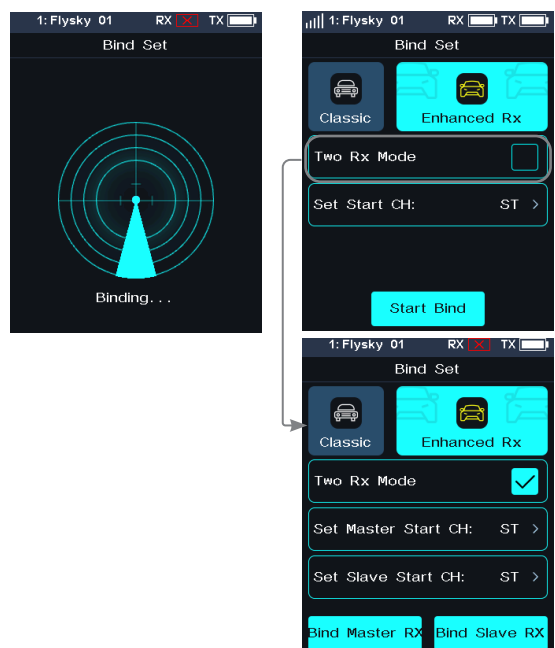 1: Flysky 01 RX TX
Bind Set
Binding...
1: Flysky 01 RX TX
Bind Set
Classic Enhanced Rx
Two Rx Mode
Set Start CH: ST >
Start Bind
1: Flysky 01 RX TX
Bind Set
Classic Enhanced Rx
Two Rx Mode
Set Master Start CH: ST >
Set Slave Start CH: ST >
Bind Master RX Bind Slave RX